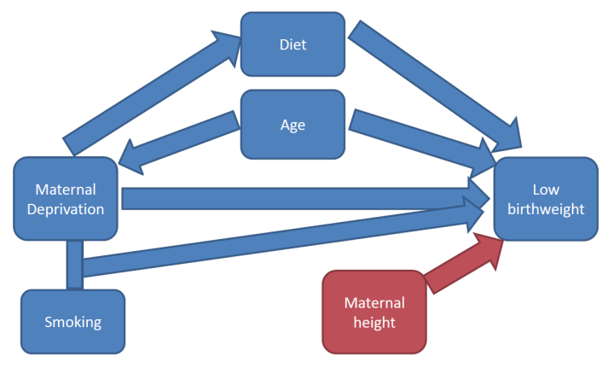 Diet
Age
Maternal
Deprivation
Low
birthweight
Smoking
Maternal
height